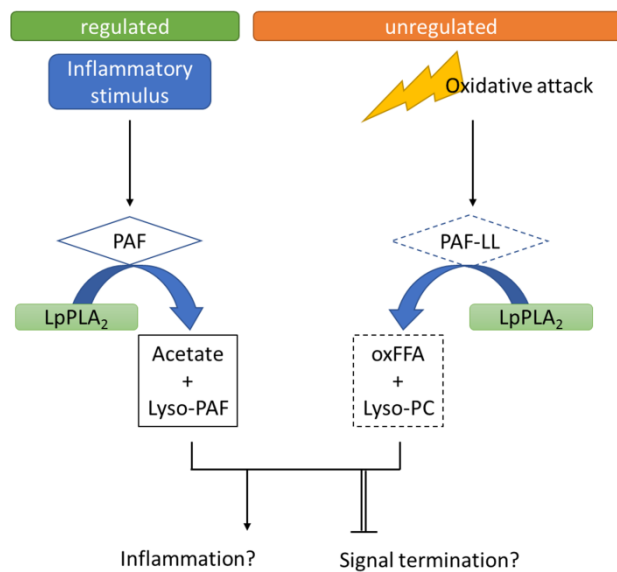 regulated
unregulated
Inflammatory
stimulus
Oxidative attack
PAF
PAF-LL
LpPLA₂
LpPLA₂
Acetate
+
Lyso-PAF
oxFFA
+
Lyso-PC
Inflammation?
Signal termination?